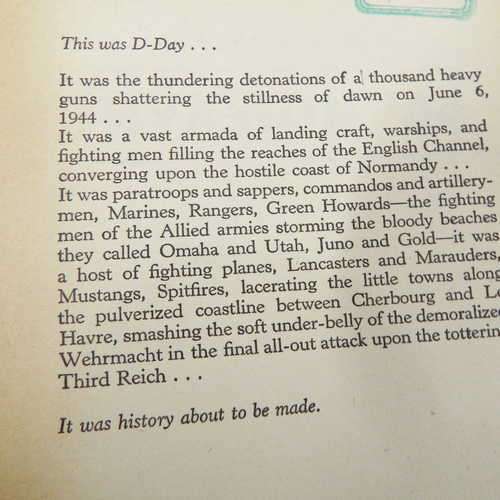 This was D-Day . . .
It was the thundering detonations of a thousand heavy
guns shattering the stillness of dawn on June 6,
1944 . . .
It was a vast armada of landing craft, warships, and
fighting men filling the reaches of the English Channel,
converging upon the hostile coast of Normandy . . .
It was paratroops and sappers, commandos and artillery-
men, Marines, Rangers, Green Howards—the fighting
men of the Allied armies storming the bloody beaches
they called Omaha and Utah, Juno and Gold—it was
a host of fighting planes, Lancasters and Marauders,
Mustangs, Spitfires, lacerating the little towns along
the pulverized coastline between Cherbourg and
Havre, smashing the soft under-belly of the demoralized
Wehrmacht in the final all-out attack upon the
Third Reich . . .
It was history about to be made.